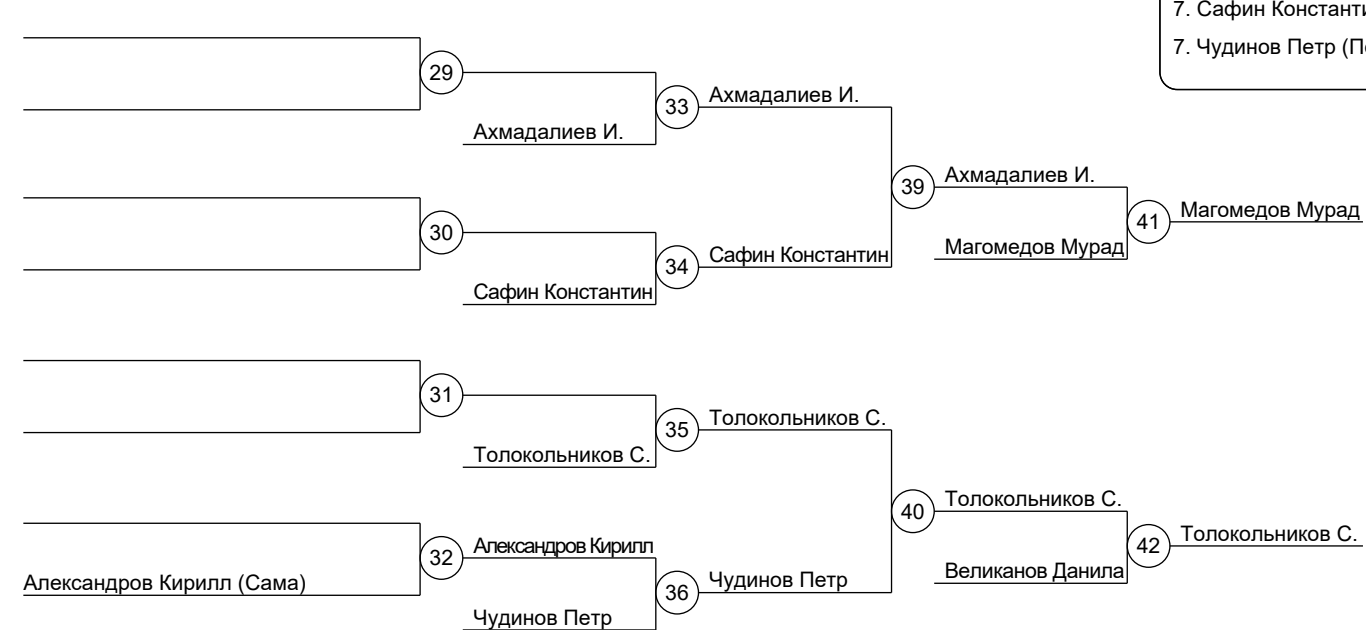 7. Сафин
7. Чудинов Петр
29
Ахмадалиев И.
33
Ахмадалиев И.
39
Ахмадалиев И.
41
Магомедов Мурад
30
Сафин Константин
34
Сафин Константин
Магомедов Мурад
Сафин Константин
31
35
Толокольников С.
Толокольников С.
40
Толокольников С.
32
Александров Кирилл
42
Толокольников С.
Александров Кирилл (Сама)
36
Чудинов Петр
Великанов Данила
Чудинов Петр